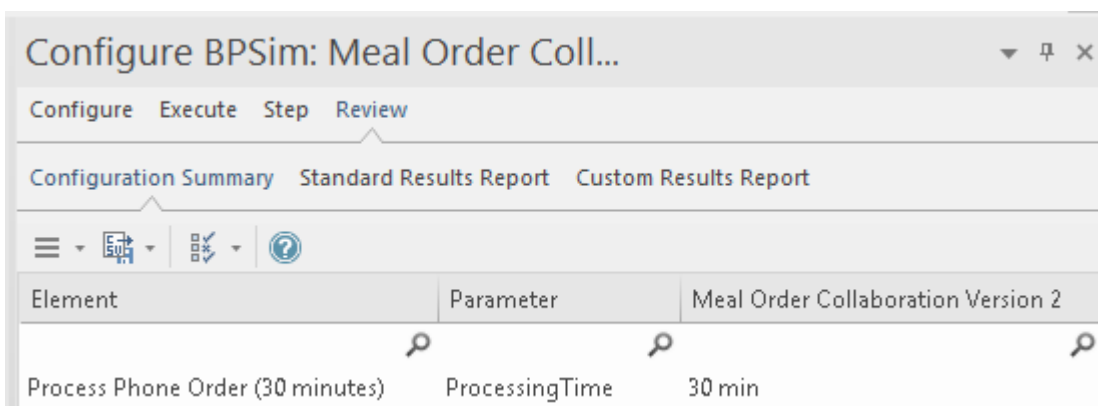 Configure BPSim: Meal Order Coll...
Configure Execute Step Review
Configuration Summary Standard Results Report Custom Results Report
Element Parameter Meal Order Collaboration Version 2
Process Phone Order (30 minutes) ProcessingTime 30 min